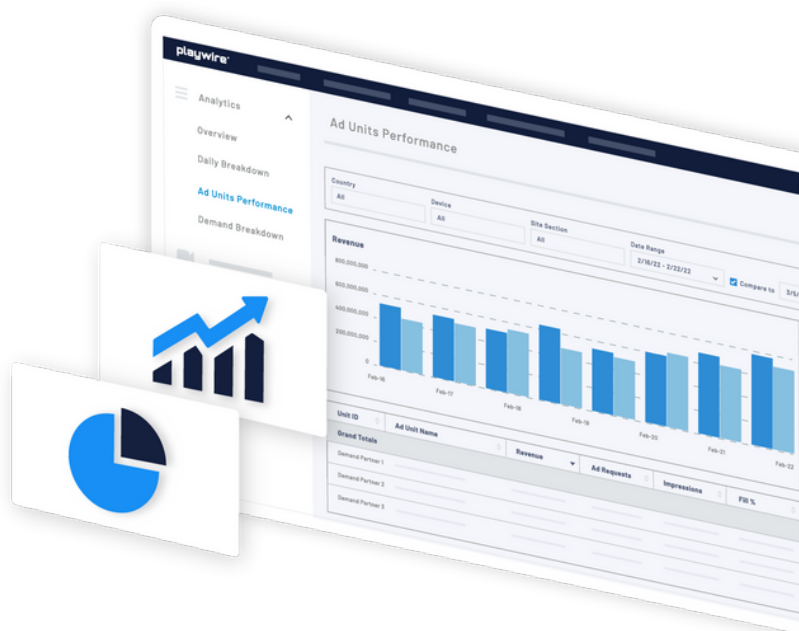 playwire
Analytics
Overview
Daily Breakdown
Ad Units Performance
Demand Breakdown
Ad Units Performance
Country
All
Device
All
Site Section
All
Date Range
2/16/22 - 2/22/22
Compare to
3/5/
Revenue
800,000,000
600,000,000
400,000,000
200,000,000
0
Feb-16
Feb-17
Feb-18
Feb-19
Feb-20
Feb-21
Feb-22
Unit ID
Ad Unit Name
Revenue
Ad Requests
Impressions
Fill %
Grand Totals
Demand Partner 1
Demand Partner 2
Demand Partner 3